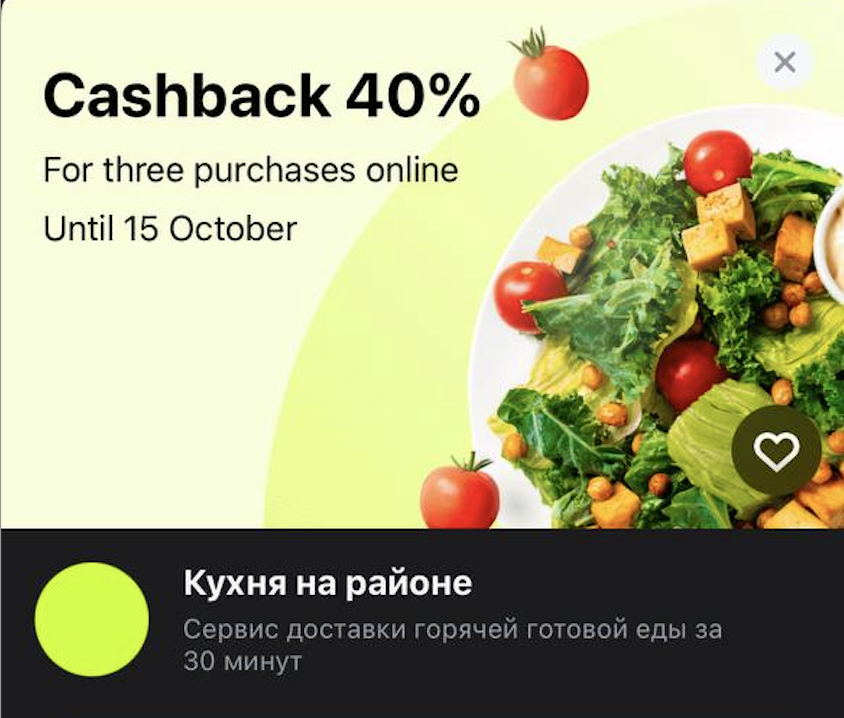 Cashback 40%
For three purchases online
Until 15 October
Кухня на районе
Сервис доставки горячей готовой еды за
30 минут